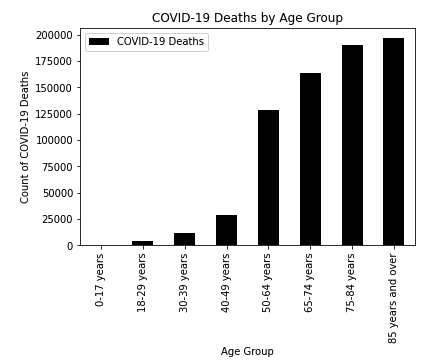 COVID-19 Deaths by Age Group
COVID-19 Deaths
Count of COVID-19 Deaths
200000
175000
150000
125000
100000
75000
50000
25000
0
0-17 years
18-29 years
30-39 years
40-49 years
50-64 years
65-74 years
75-84 years
85 years and over
Age Group